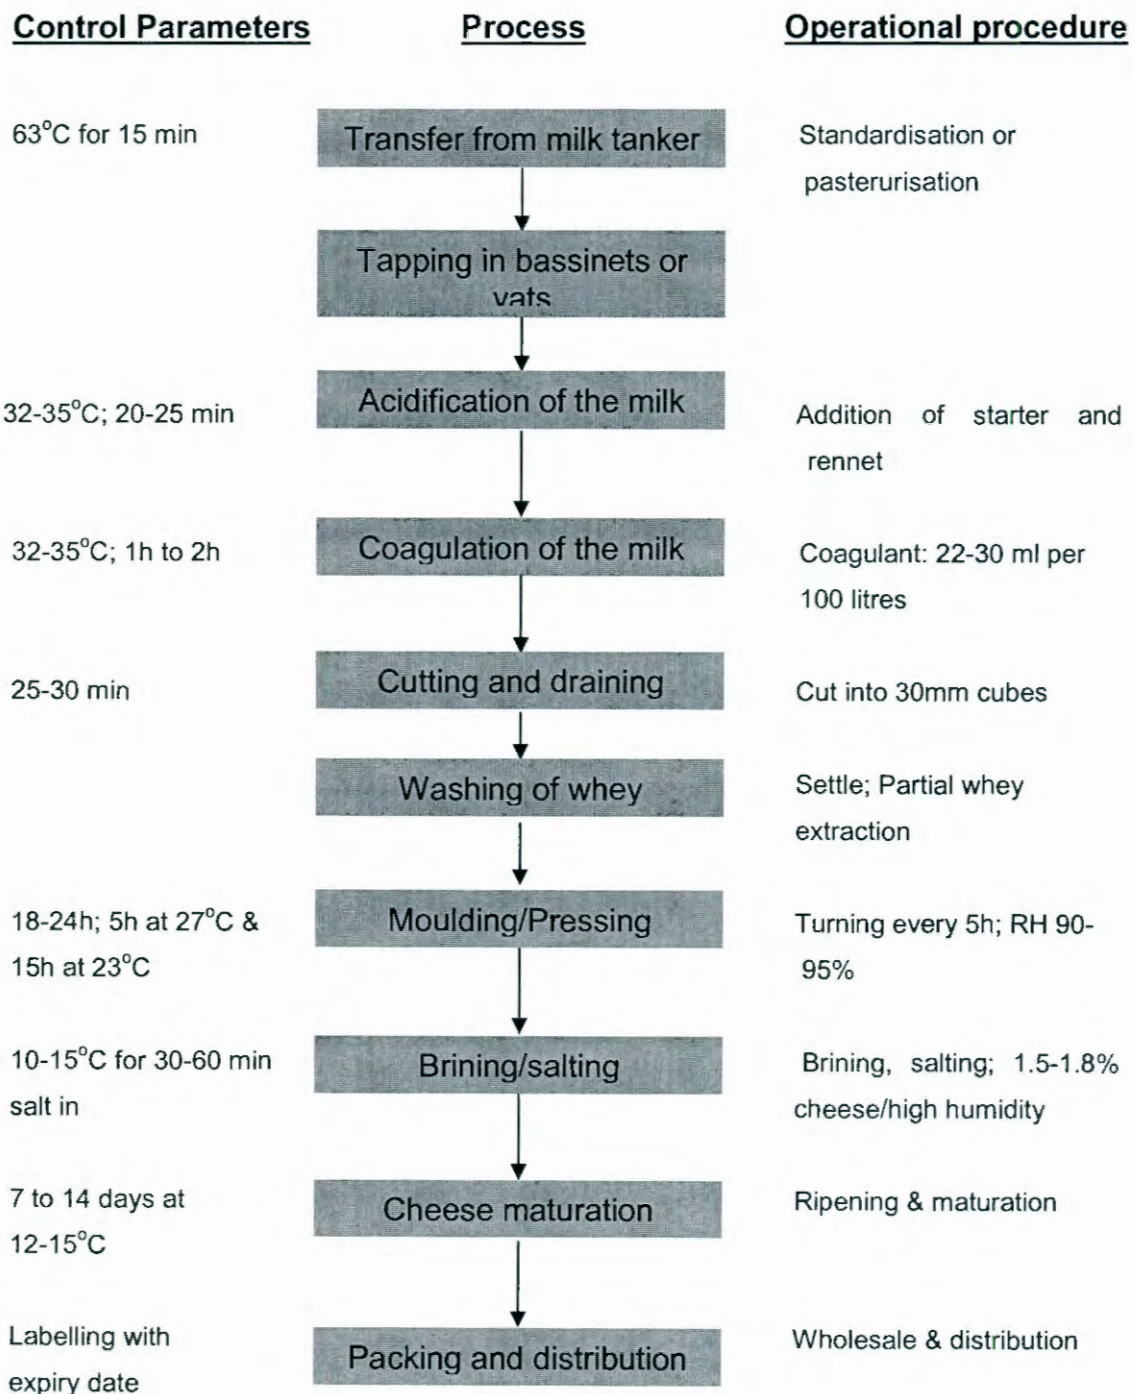 Control Parameters Process Operational procedure
63°C for 15 min
Transfer from milk tanker
Standardisation or
pasterurisation
Tapping in bassinets or
vats
32-35°C; 20-25 min
Acidification of the milk
Addition of starter and
rennet
32-35°C; 1h to 2h
Coagulation of the milk
Coagulant: 22-30 ml per
100 litres
25-30 min
Cutting and draining
Cut into 30mm cubes
Washing of whey
Settle; Partial whey
extraction
18-24h; 5h at 27°C &
15h at 23°C
Moulding/Pressing
Turning every 5h; RH 90-
95%
10-15°C for 30-60 min
salt in
Brining/salting
Brining, salting; 1.5-1.8%
cheese/high humidity
7 to 14 days at
12-15°C
Cheese maturation
Ripening & maturation
Labelling with
expiry date
Packing and distribution
Wholesale & distribution